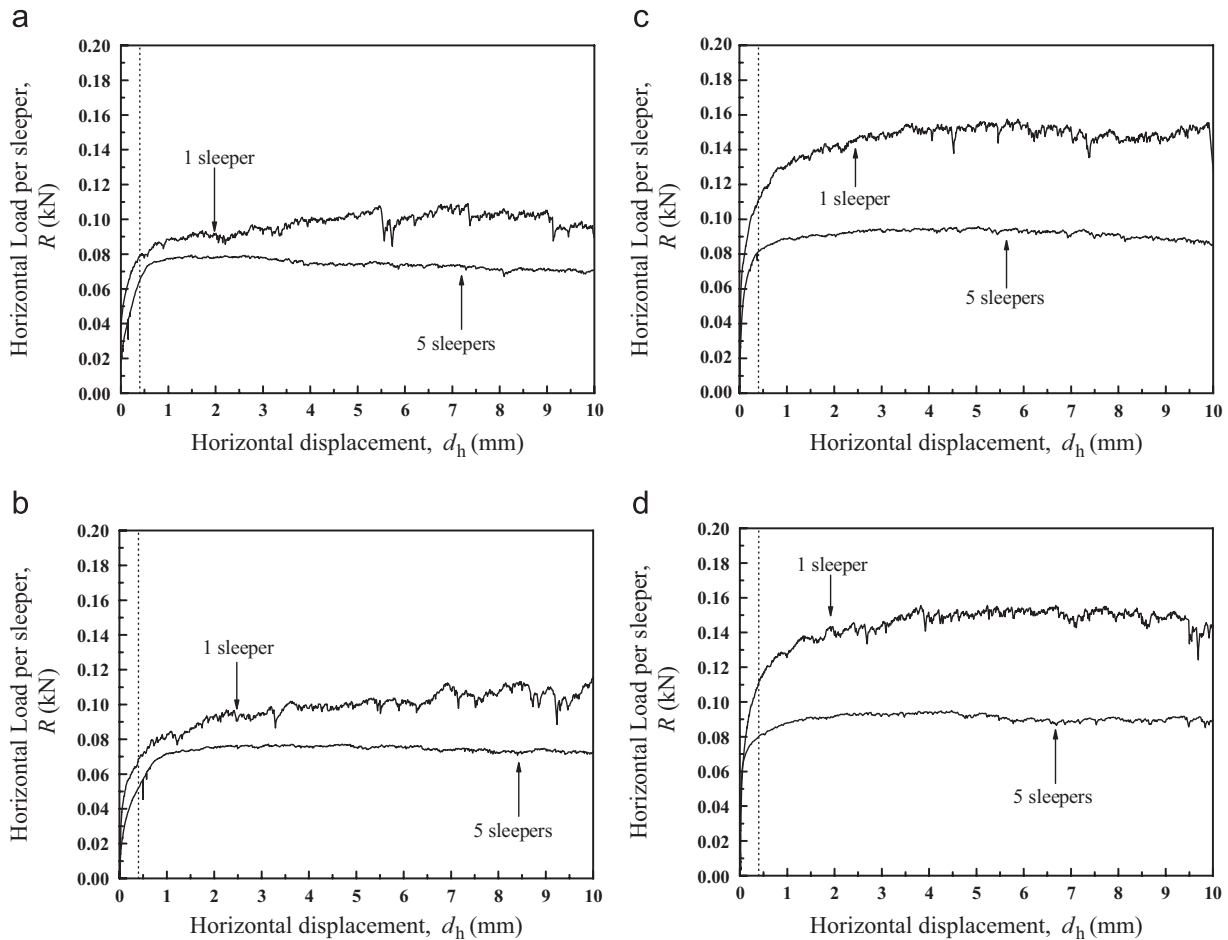 a
0.20
0.18
0.16
0.14
0.12
0.10
0.08
0.06
0.04
0.02
0.00
Horizontal Load per sleeper,
R (kN)
1 sleeper
5 sleepers
0 1 2 3 4 5 6 7 8 9 10
Horizontal displacement, dh (mm)
b
0.20
0.18
0.16
0.14
0.12
0.10
0.08
0.06
0.04
0.02
0.00
Horizontal Load per sleeper,
R (kN)
1 sleeper
5 sleepers
0 1 2 3 4 5 6 7 8 9 10
Horizontal displacement, dh (mm)
c
0.20
0.18
0.16
0.14
0.12
0.10
0.08
0.06
0.04
0.02
0.00
Horizontal Load per sleeper,
R (kN)
1 sleeper
5 sleepers
0 1 2 3 4 5 6 7 8 9 10
Horizontal displacement, dh (mm)
d
0.20
0.18
0.16
0.14
0.12
0.10
0.08
0.06
0.04
0.02
0.00
Horizontal Load per sleeper,
R (kN)
1 sleeper
5 sleepers
0 1 2 3 4 5 6 7 8 9 10
Horizontal displacement, dh (mm)